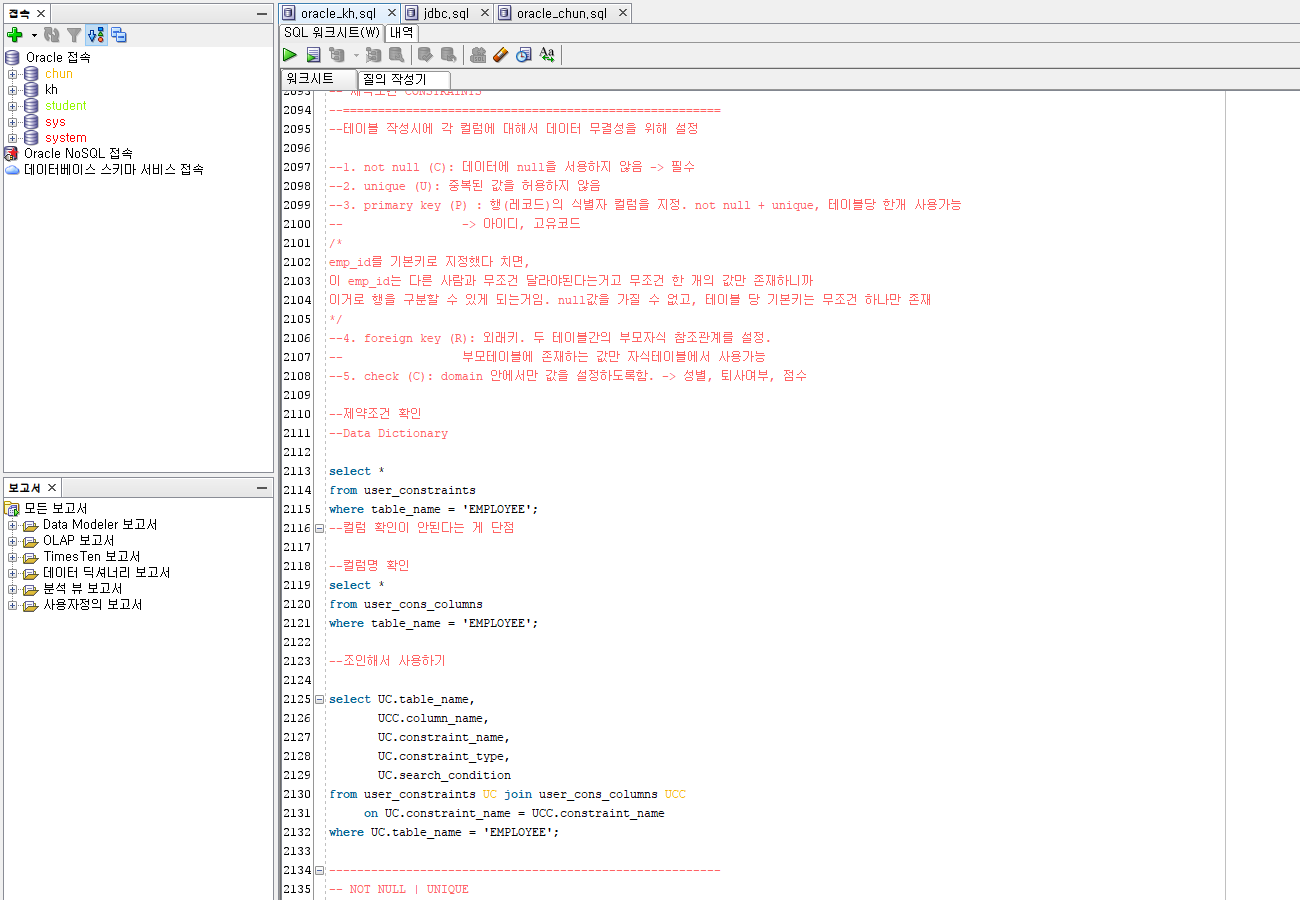 접속
Oracle 접속
chun
kh
student
sys
system
Oracle NoSQL 접속
데이터베이스 스키마 서비스 접속
보고서
모든 보고서
Data Modeler 보고서
OLAP 보고서
TimesTen 보고서
데이터 딕셔너리 보고서
분석 뷰 보고서
사용자정의 보고서
oracle_kh.sql jdbc.sql oracle_chun.sql
SQL 워크시트(W) 내역
워크시트 질의 작성기
2093 -- 제약조건 CONSTRAINTS
2094 --======================================================
2095 --테이블 작성시에 각 컬럼에 대해서 데이터 무결성을 위해 설정
2096
2097 --1. not null (C): 데이터에 null을 서용하지 않음 -> 필수
2098 --2. unique (U): 중복된 값을 허용하지 않음
2099 --3. primary key (P) : 행(레코드)의 식별자 컬럼을 지정. not null + unique, 테이블당 한개 사용가능
2100 -- -> 아이디, 고유코드
2101 /*
2102 emp_id를 기본키로 지정했다 치면,
2103 이 emp_id는 다른 사람과 무조건 달라야된다는거고 무조건 한 개의 값만 존재하니까
2104 이거로 행을 구분할 수 있게 되는거임. null값을 가질 수 없고, 테이블 당 기본키는 무조건 하나만 존재
2105 */
2106 --4. foreign key (R): 외래키. 두 테이블간의 부모자식 참조관계를 설정.
2107 -- 부모테이블에 존재하는 값만 자식테이블에서 사용가능
2108 --5. check (C): domain 안에서만 값을 설정하도록함. -> 성별, 퇴사여부, 점수
2109
2110 --제약조건 확인
2111 --Data Dictionary
2112
2113 select *
2114 from user_constraints
2115 where table_name = 'EMPLOYEE';
2116 --컬럼 확인이 안된다는 게 단점
2117
2118 --컬럼명 확인
2119 select *
2120 from user_cons_columns
2121 where table_name = 'EMPLOYEE';
2122
2123 --조인해서 사용하기
2124
2125 select UC.table_name,
2126 UCC.column_name,
2127 UC.constraint_name,
2128 UC.constraint_type,
2129 UC.search_condition
2130 from user_constraints UC join user_cons_columns UCC
2131 on UC.constraint_name = UCC.constraint_name
2132 where UC.table_name = 'EMPLOYEE';
2133
2134 --------------------------------------------------------
2135 -- NOT NULL | UNIQUE